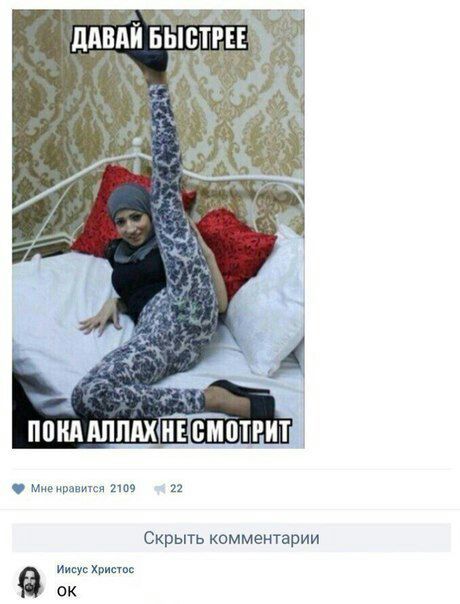 ДАВАЙ БЫСТРЕЕ
ПОКА АЛЛАХ НЕ СМОТРИТ
Мне нравится 2109 22
Скрыть комментарии
Иисус Христос
ок